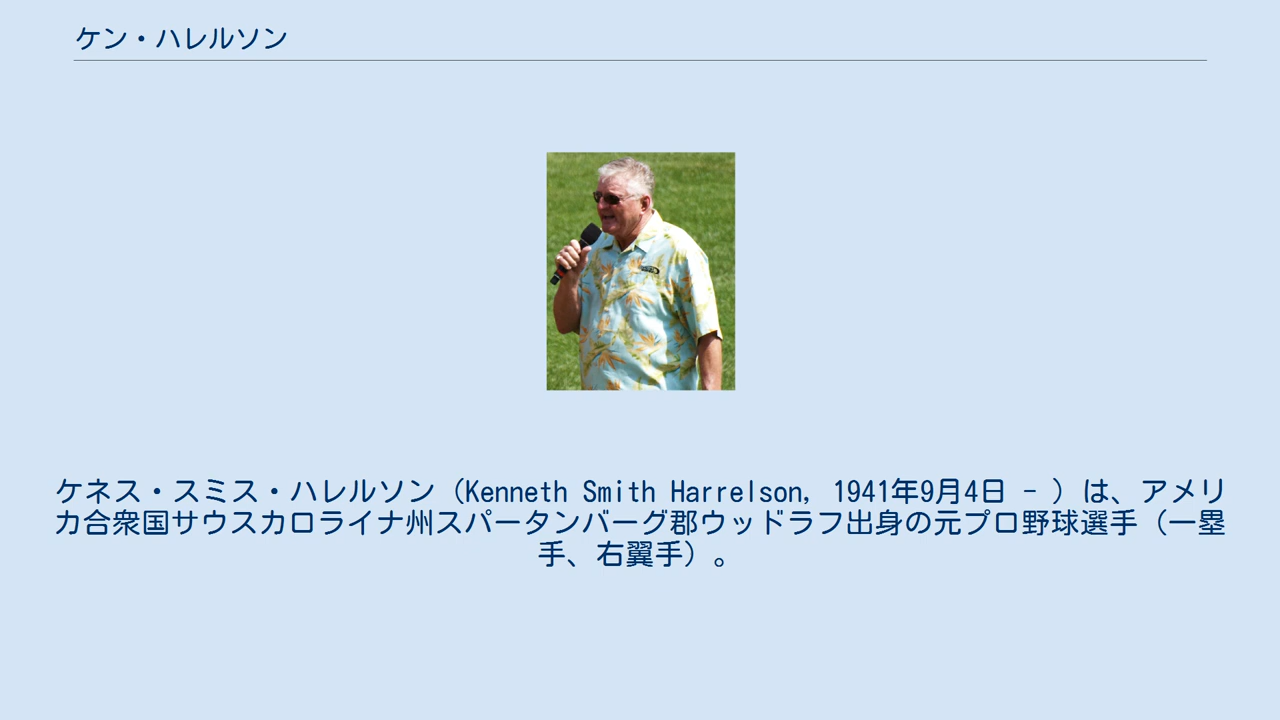 ケン・ハレルソン
ケネス・スミス・ハレルソン（Kenneth Smith Harrelson, 1941年9月4日 - ）は、アメリ
カ合衆国サウスカロライナ州スパータンバーグ郡ウッドラフ出身の元プロ野球選手（一塁
手、右翼手）。